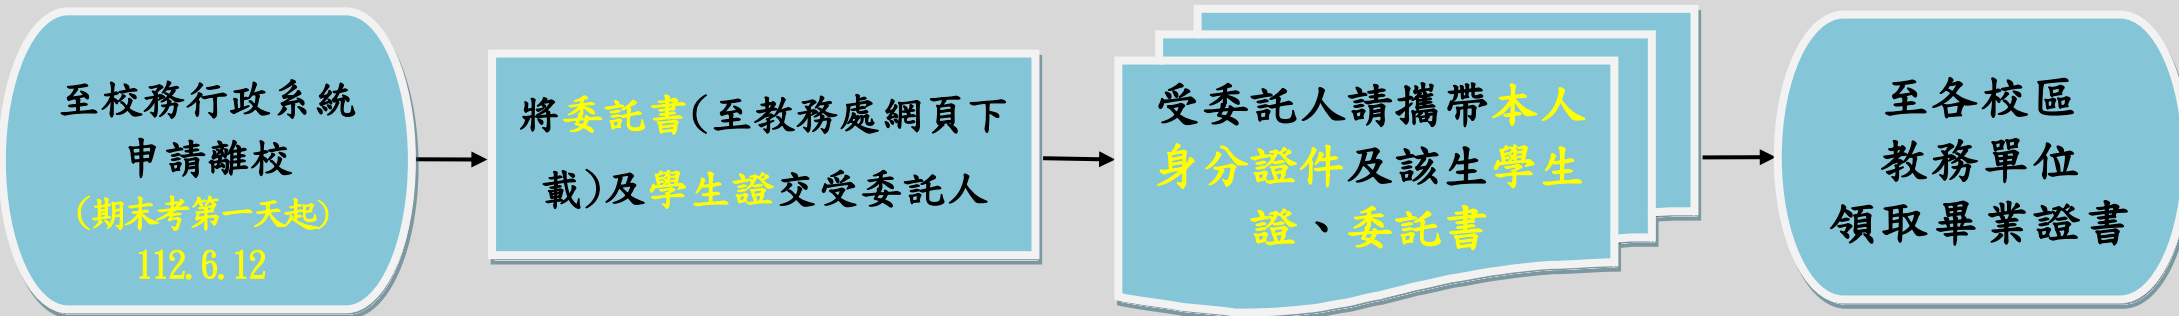 至校務行政系統
申請離校
(期末考第一天起)
112.6.12
將委託書(至教務處網頁下
載)及學生證交受委託人
受委託人請攜帶本人
身分證件及該生學生
證、委託書
至各校區
教務單位
領取畢業證書